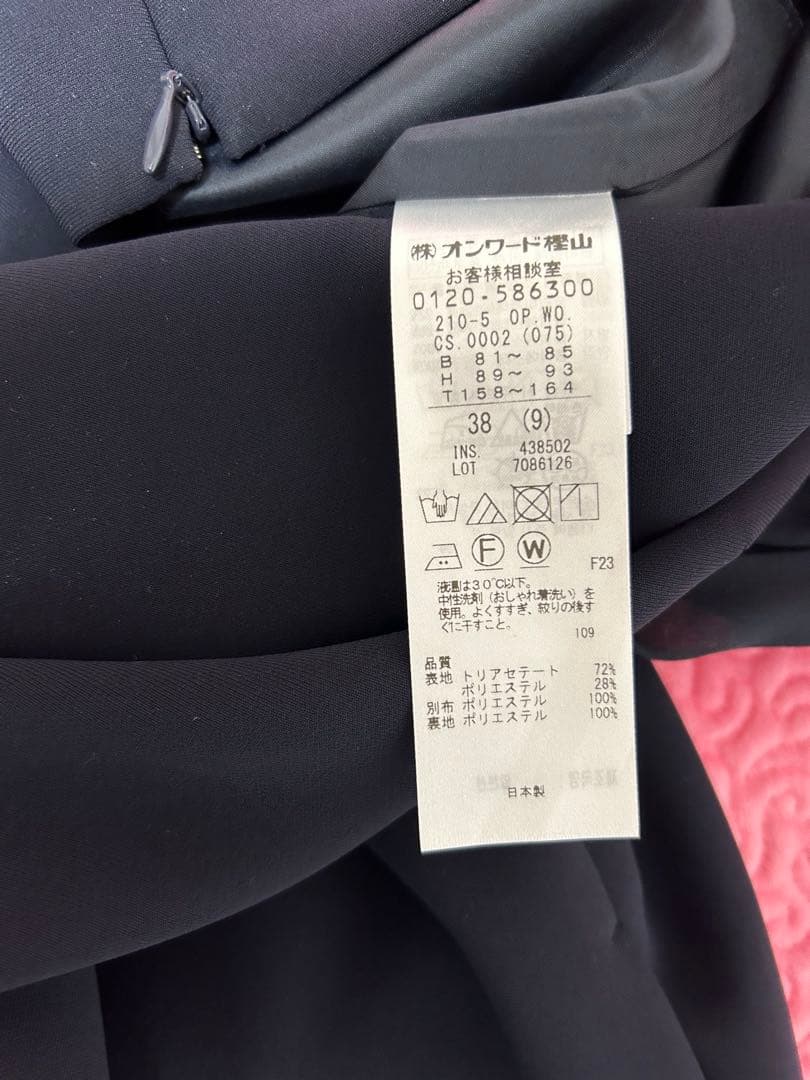 (株)オンワード樫山
お客様相談室
0120-586300
210-5 OP.WO.
CS.0002 (075)
B 81～ 85
H 89～ 93
T158～164
38 (9)
INS. 438502
LOT 7086126
F W
F23
液温は30℃以下。
中性洗剤(おしゃれ着洗い)を
使用。よくすすぎ、絞りの後す
ぐに干すこと。
109
品質
表地 トリアセテート 72%
ポリエステル 28%
別布 ポリエステル 100%
裏地 ポリエステル 100%
日本製